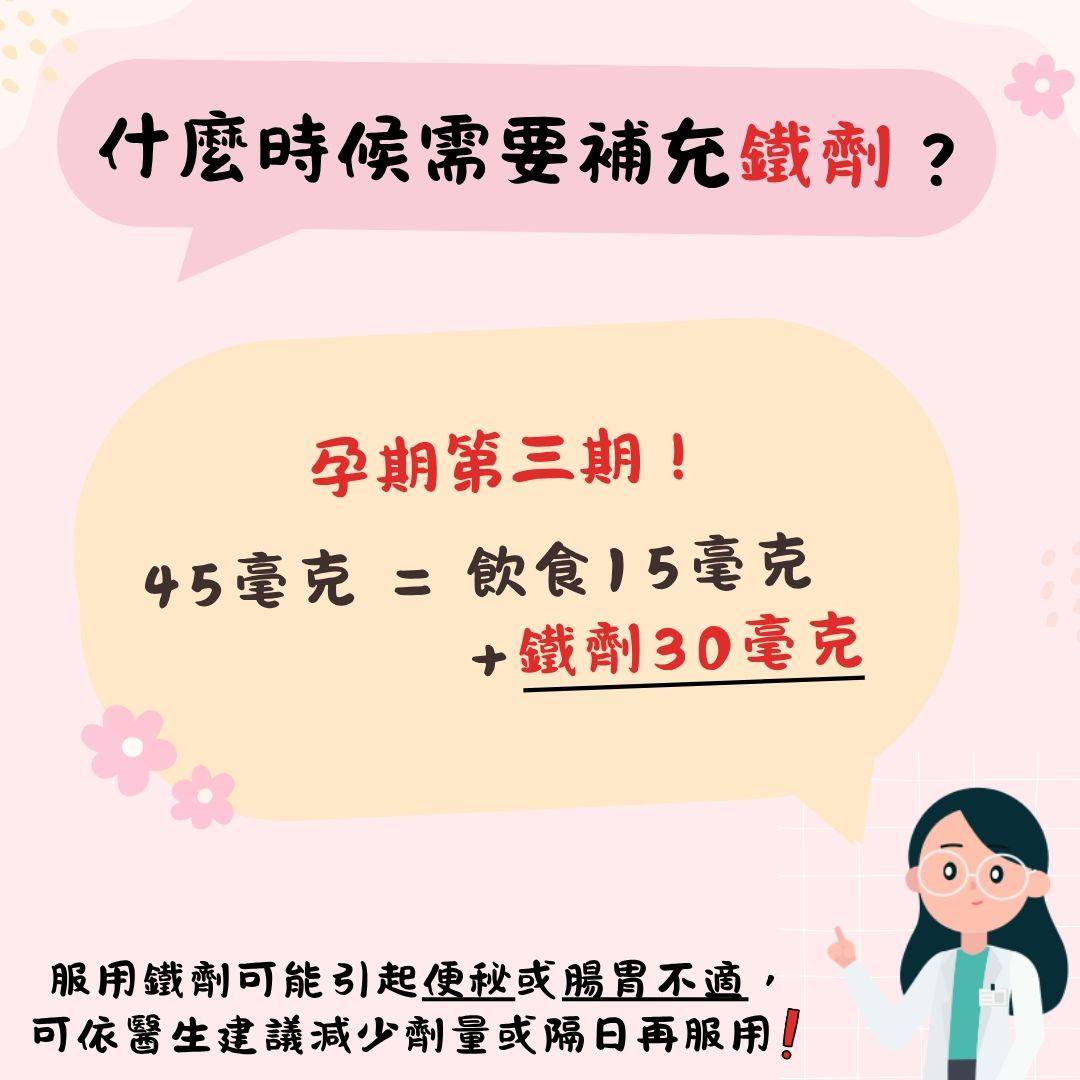 什麼時候需要補充鐵劑？
孕期第三期！
45毫克 = 飲食15毫克
+鐵劑30毫克
服用鐵劑可能引起便秘或腸胃不適，
可依醫生建議減少劑量或隔日再服用❗